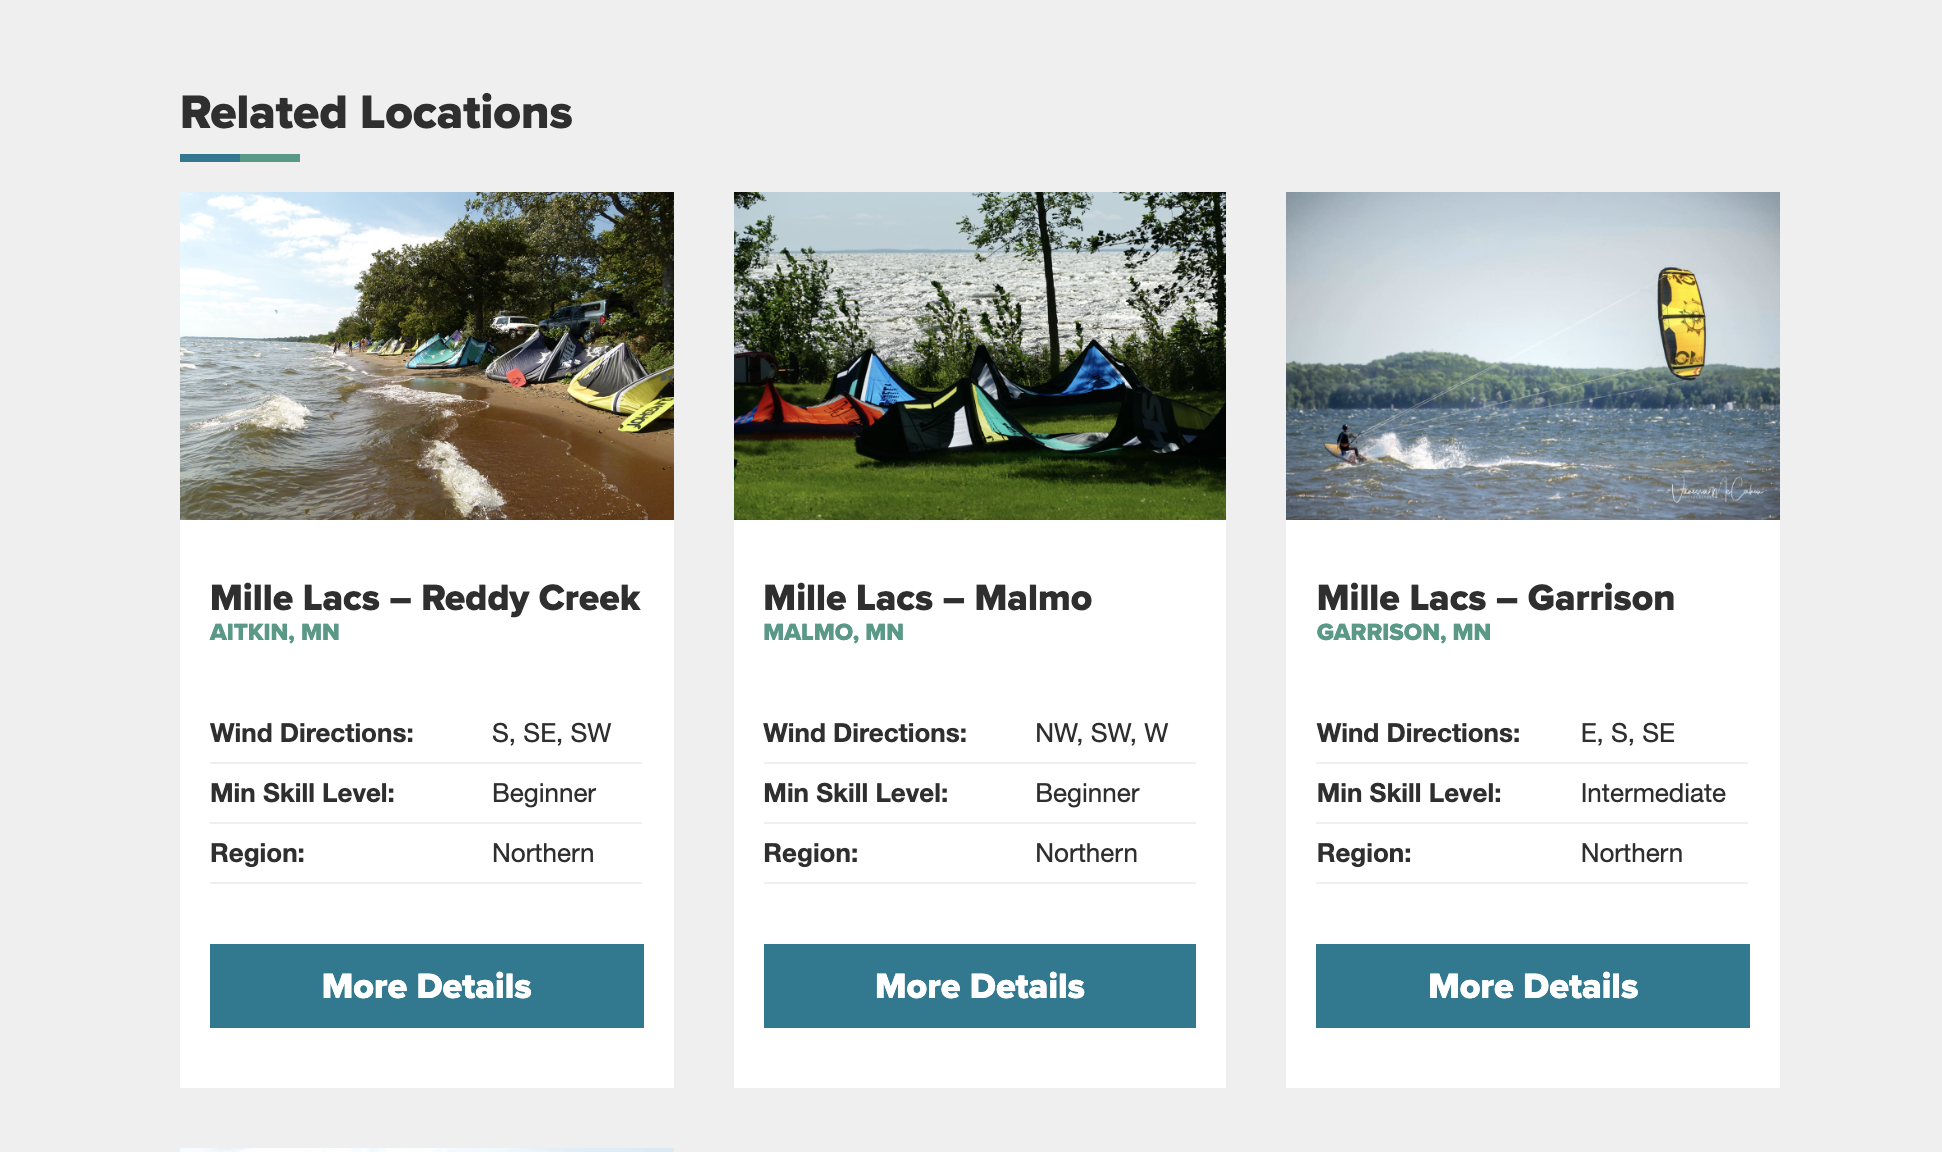 Related Locations
Mille Lacs – Reddy Creek
AITKIN, MN
Wind Directions: S, SE, SW
Min Skill Level: Beginner
Region: Northern
More Details
Mille Lacs – Malmo
MALMO, MN
Wind Directions: NW, SW, W
Min Skill Level: Beginner
Region: Northern
More Details
Mille Lacs – Garrison
GARRISON, MN
Wind Directions: E, S, SE
Min Skill Level: Intermediate
Region: Northern
More Details